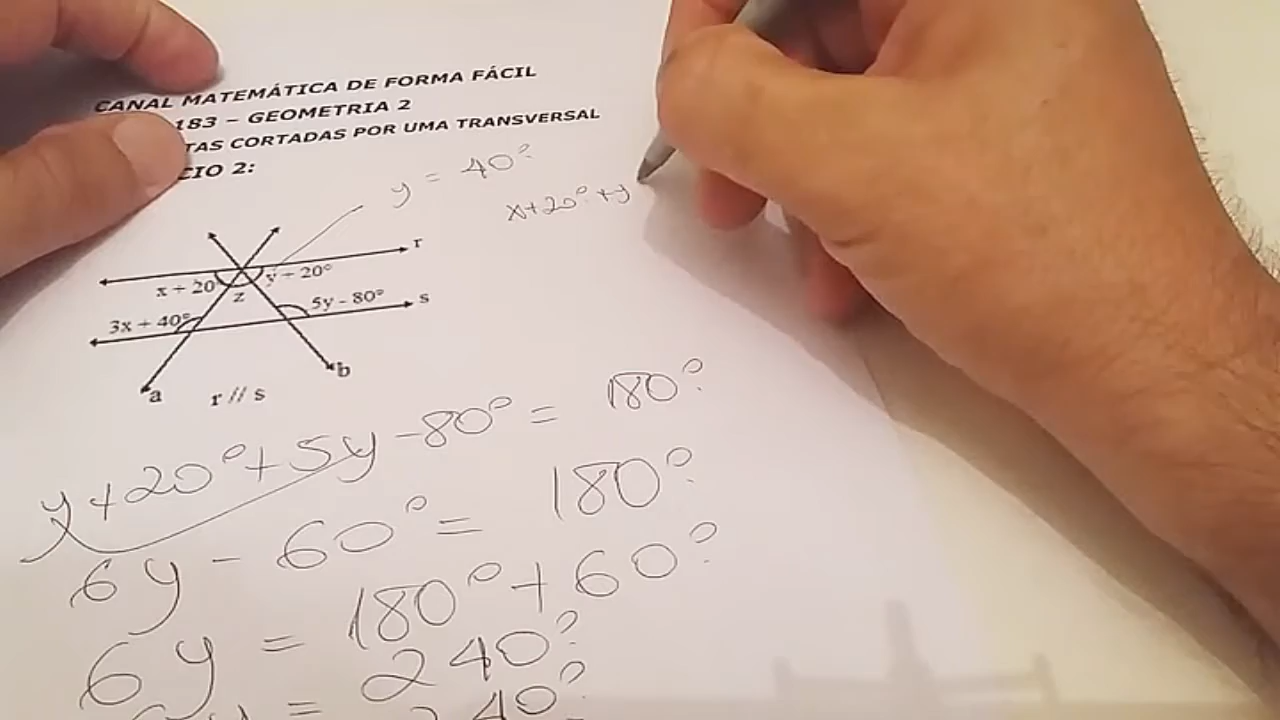 CANAL MATEMÁTICA DE FORMA FÁCIL
183 – GEOMETRIA 2
TAS CORTADAS POR UMA TRANSVERSAL
CIO 2:
y = 40°
x+20°+y
r
x + 20
y + 20°
z
5y - 80°
s
3x + 40°
b
a
r // s
y+20°+5y-80°= 180°
6y - 60°= 180°
6y = 180°+60°
6y = 240°
= 240°